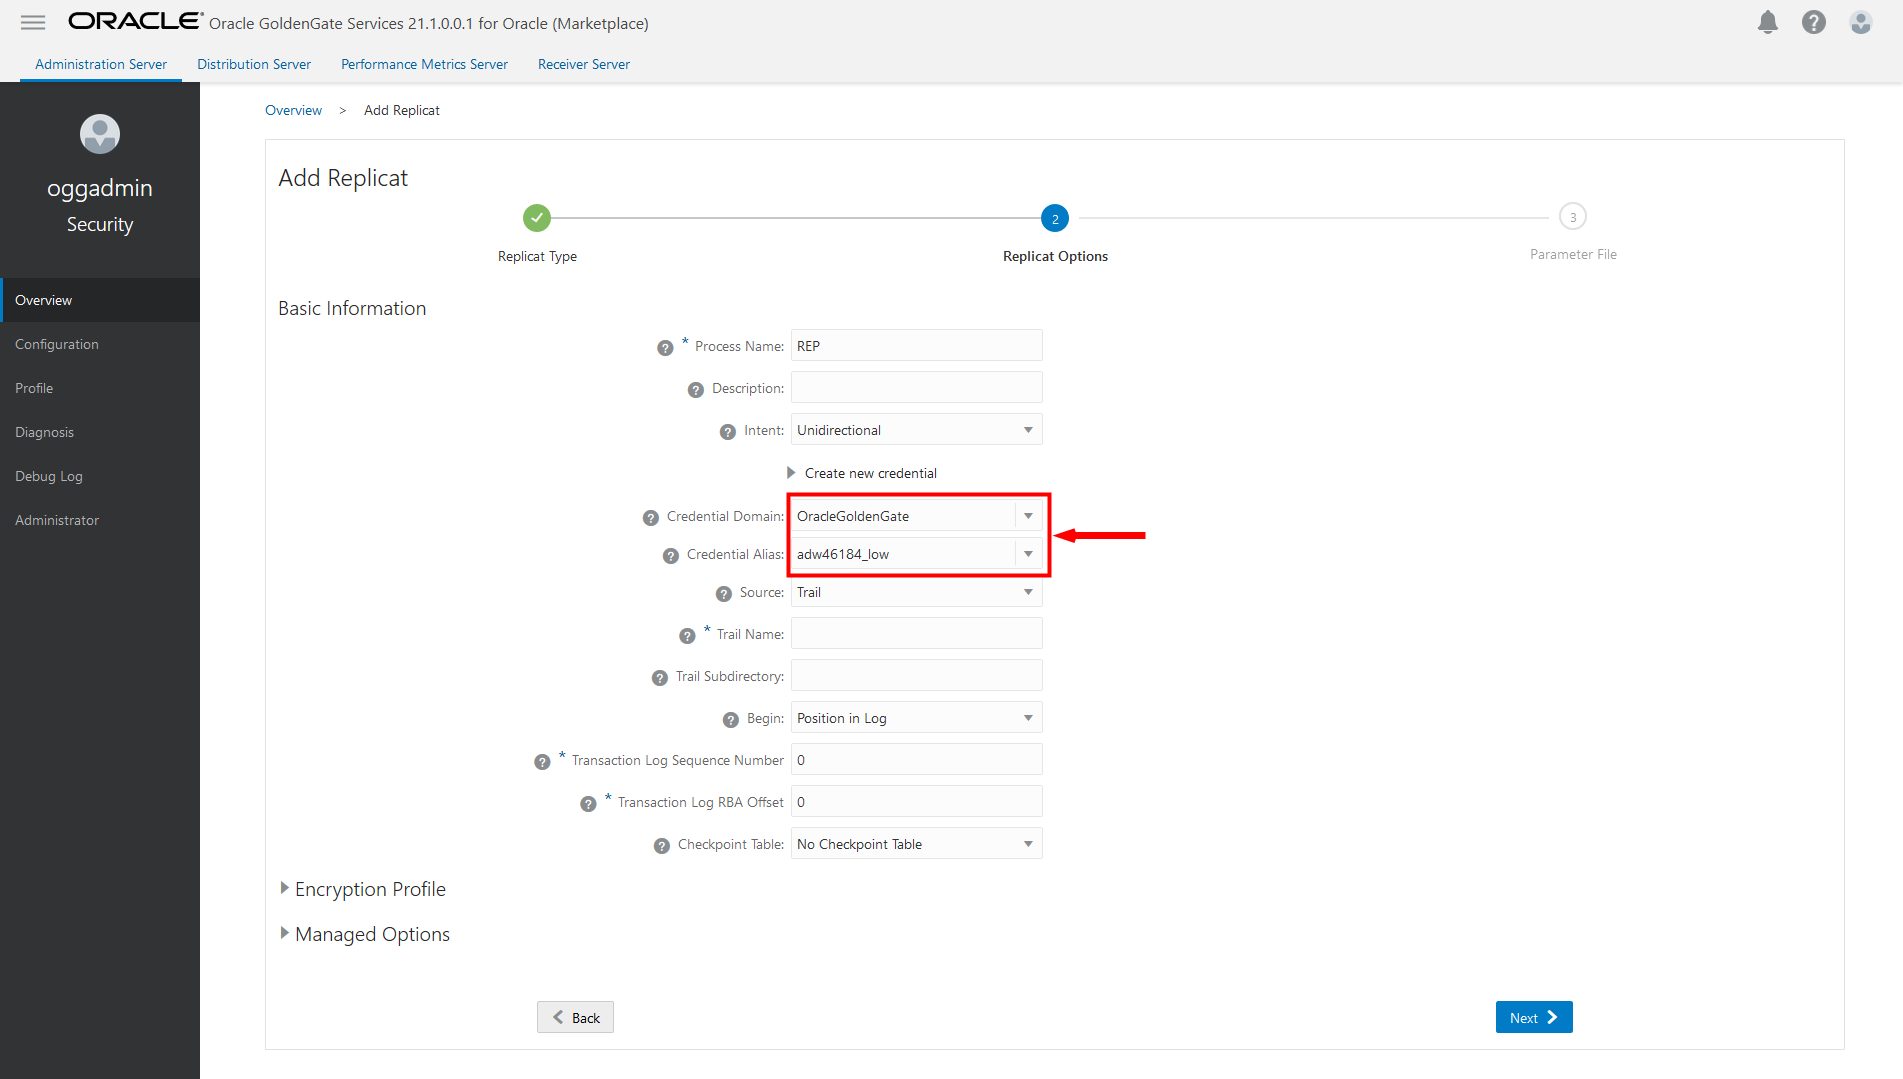 ORACLE Oracle GoldenGate Services 21.1.0.0.1 for Oracle (Marketplace)
Administration Server Distribution Server Performance Metrics Server Receiver Server
oggadmin
Security
Overview
Configuration
Profile
Diagnosis
Debug Log
Administrator
Overview > Add Replicat
Add Replicat
2
3
Replicat Type
Replicat Options
Parameter File
Basic Information
? * Process Name: REP
? Description:
? Intent: Unidirectional
Create new credential
? Credential Domain: OracleGoldenGate
? Credential Alias: adw46184_low
? Source: Trail
? * Trail Name:
? Trail Subdirectory:
? Begin: Position in Log
? * Transaction Log Sequence Number 0
? * Transaction Log RBA Offset 0
? Checkpoint Table: No Checkpoint Table
Encryption Profile
Managed Options
Back
Next